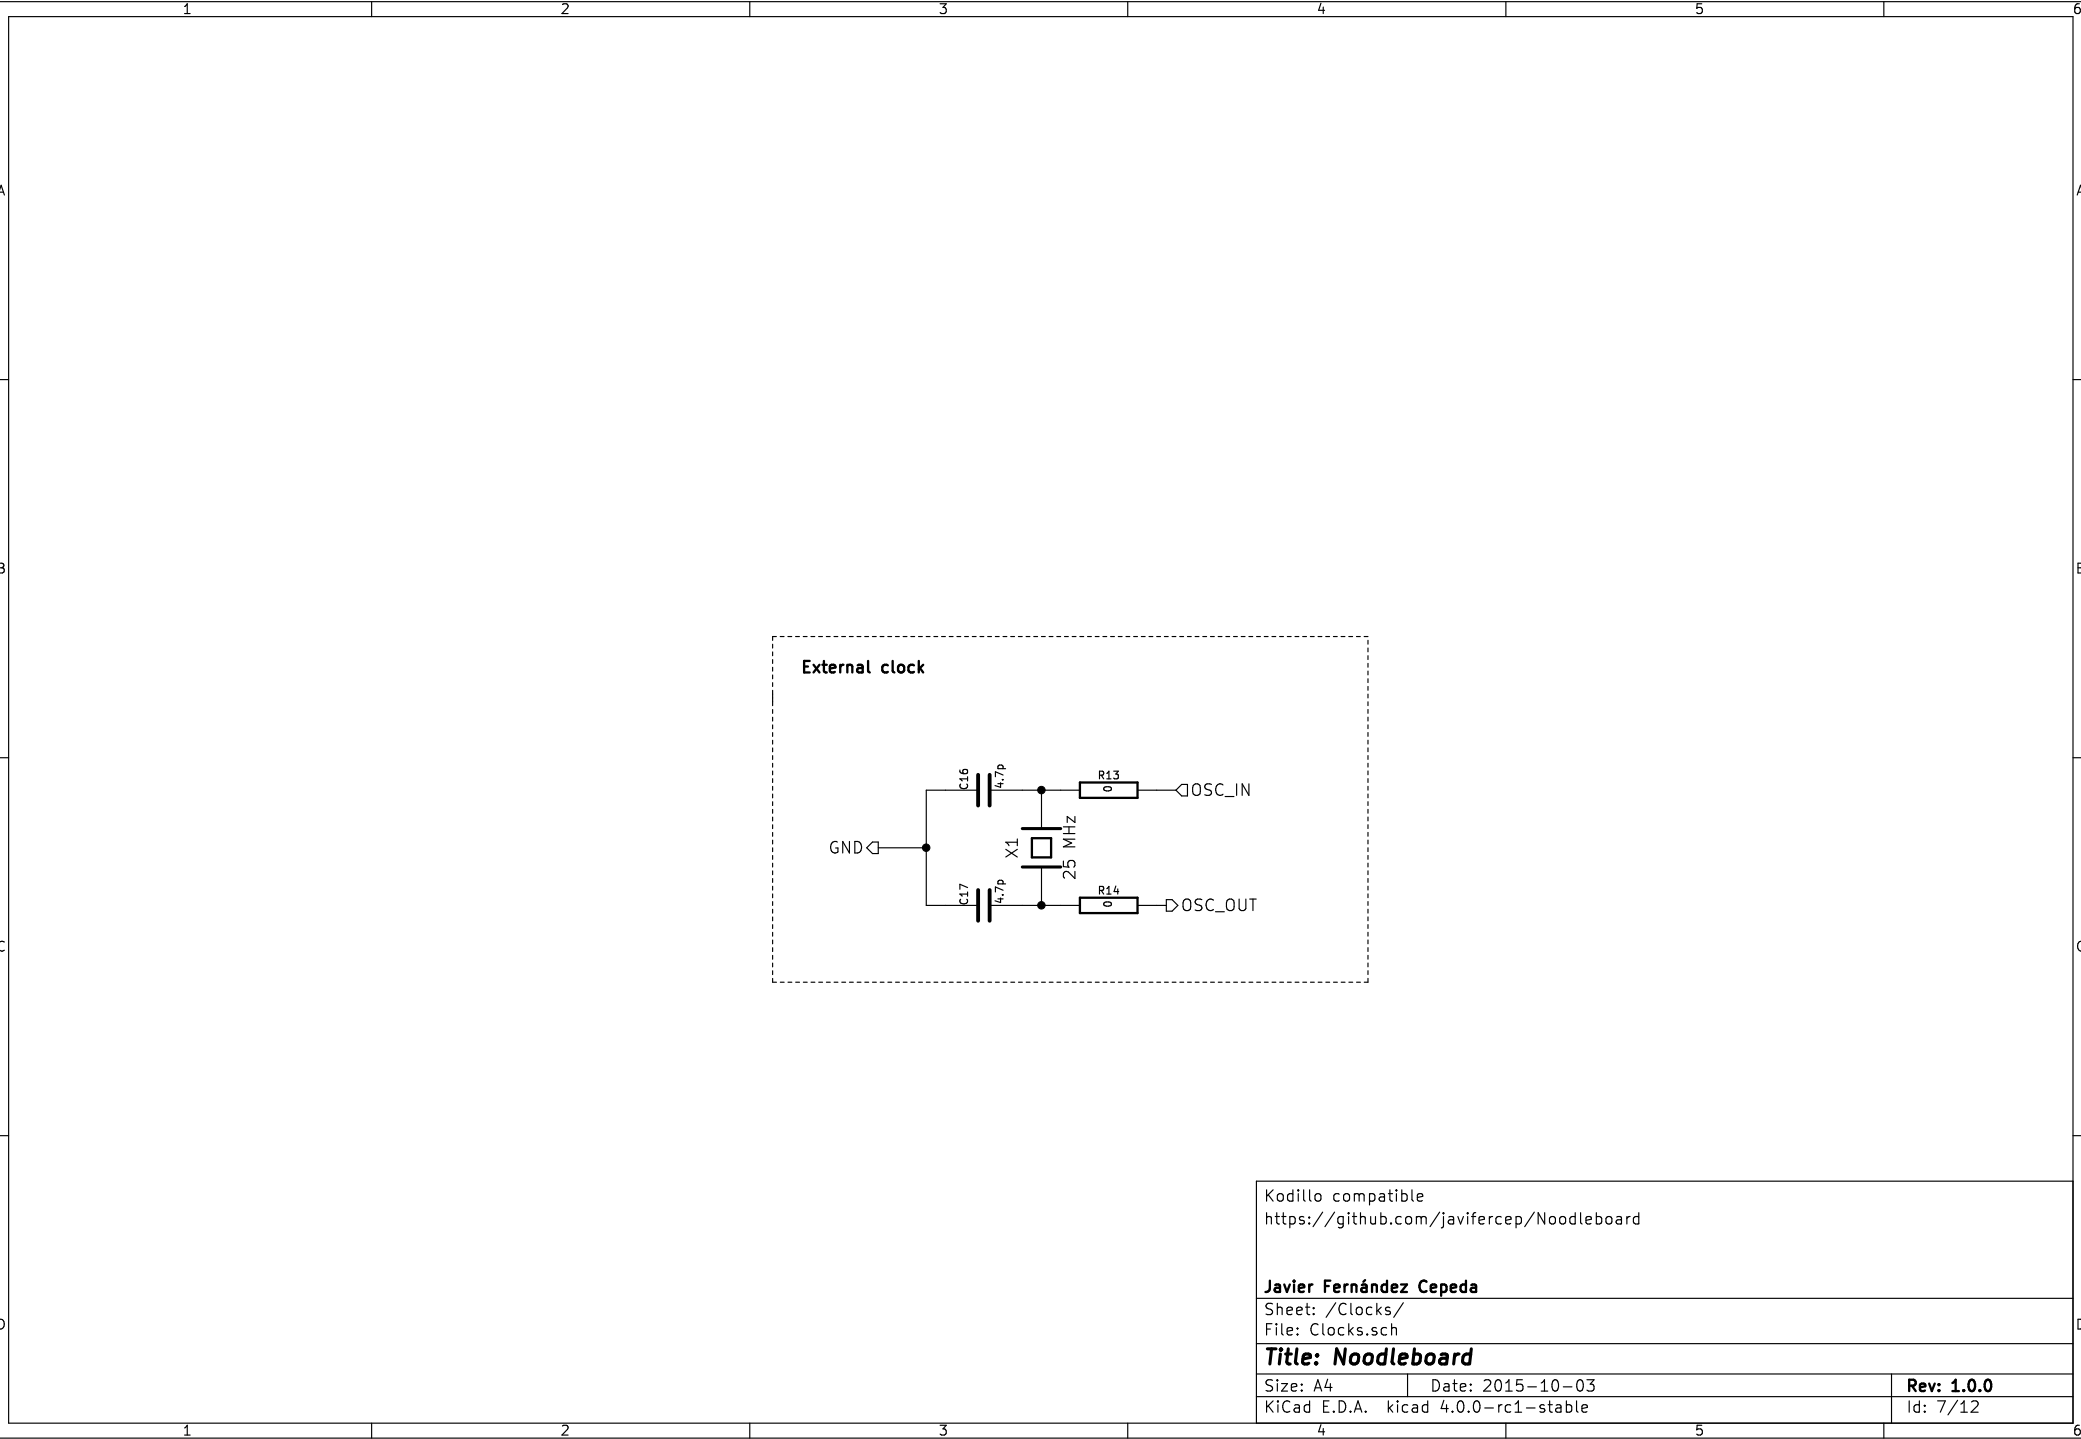 1 2 3 4 5 6
A A
External clock
C16 4.7p R13 0 OSC_IN
GND X1 25 MHz
C17 4.7p R14 0 OSC_OUT
Kodillo compatible
https://github.com/javifercep/Noodleboard
Javier Fernández Cepeda
Sheet: /Clocks/
File: Clocks.sch
Title: Noodleboard
Size: A4 Date: 2015-10-03 Rev: 1.0.0
KiCad E.D.A. kicad 4.0.0-rc1-stable Id: 7/12
1 2 3 4 5 6